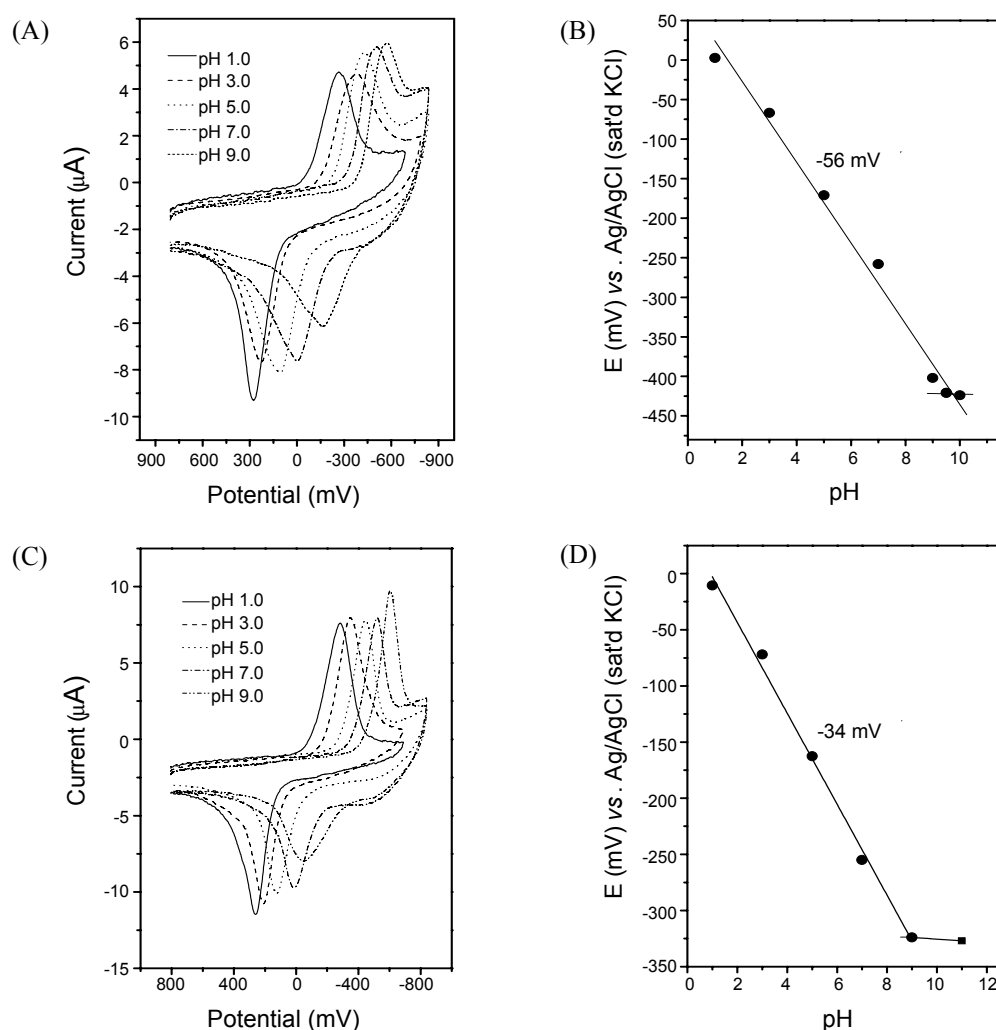 (A)
6
4
2
0
-2
-4
-6
-8
-10
Current (μA)
pH 1.0
pH 3.0
pH 5.0
pH 7.0
pH 9.0
900 600 300 0 -300 -600 -900
Potential (mV)
(B)
0
-50
-100
-150
-200
-250
-300
-350
-400
-450
E (mV) vs. Ag/AgCl (sat'd KCl)
-56 mV
0 2 4 6 8 10
pH
(C)
10
5
0
-5
-10
-15
Current (μA)
pH 1.0
pH 3.0
pH 5.0
pH 7.0
pH 9.0
800 400 0 -400 -800
Potential (mV)
(D)
0
-50
-100
-150
-200
-250
-300
-350
E (mV) vs. Ag/AgCl (sat'd KCl)
-34 mV
0 2 4 6 8 10 12
pH